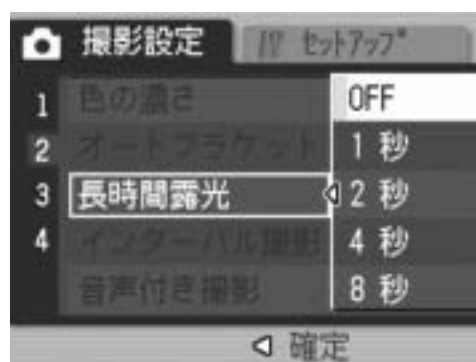 撮影設定 セットアップ
1 色の濃さ OFF
2 オートブラケット 1 秒
3 長時間露光 2 秒
4 インターバル撮影 4 秒
音声付き撮影 8 秒
確定